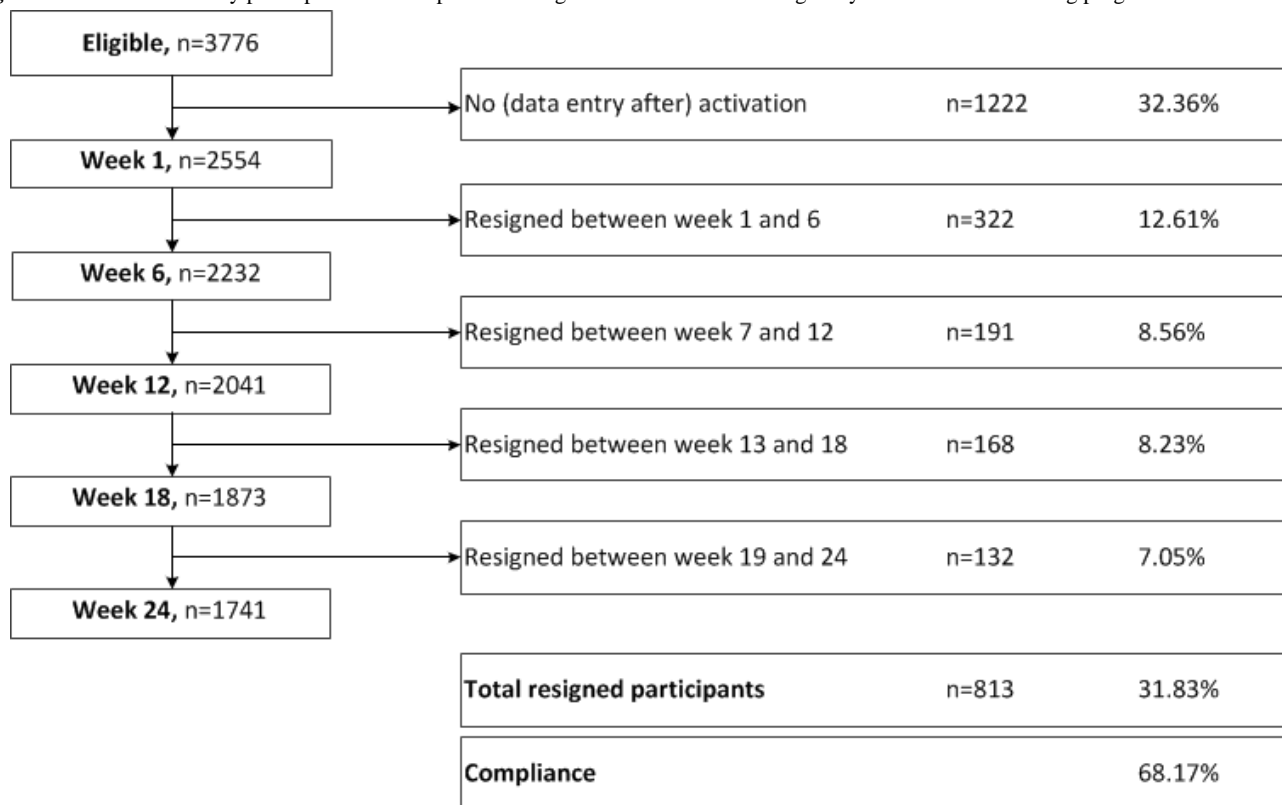 Eligible, n=3776
No (data entry after) activation n=1222 32.36%
Week 1, n=2554
Resigned between week 1 and 6 n=322 12.61%
Week 6, n=2232
Resigned between week 7 and 12 n=191 8.56%
Week 12, n=2041
Resigned between week 13 and 18 n=168 8.23%
Week 18, n=1873
Resigned between week 19 and 24 n=132 7.05%
Week 24, n=1741
Total resigned participants n=813 31.83%
Compliance 68.17%